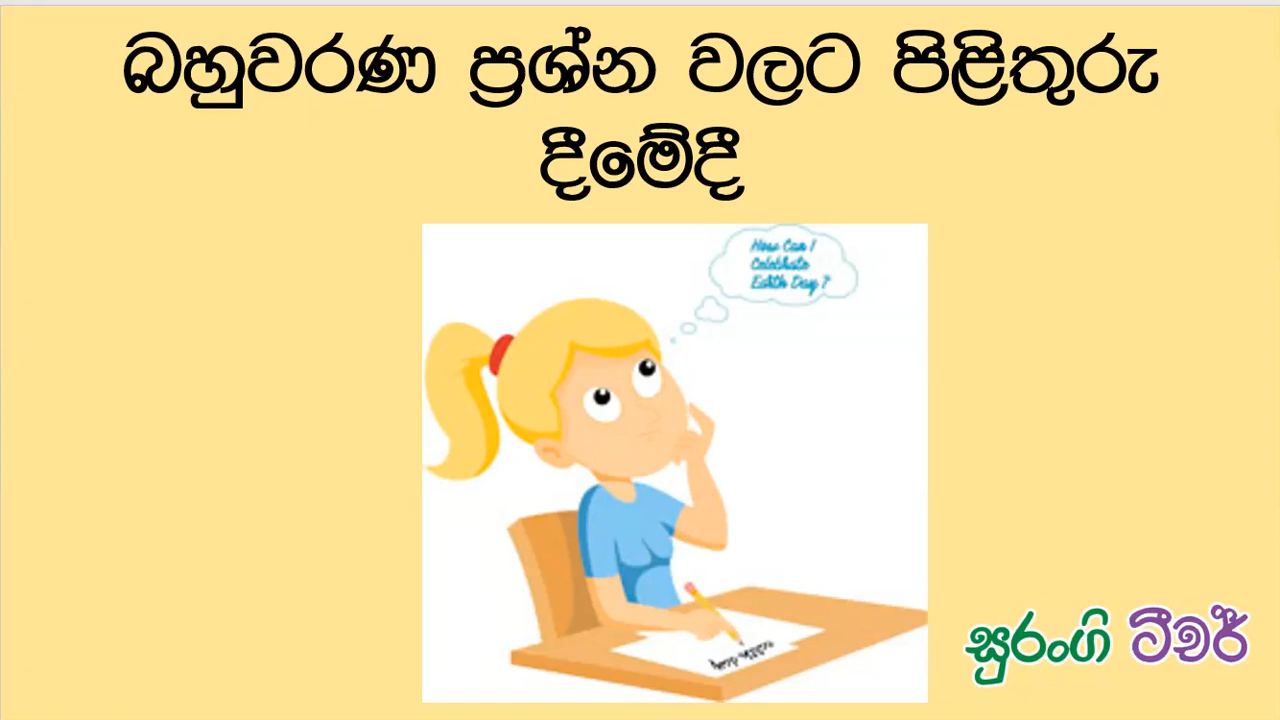 බහුවරණ ප්‍රශ්න වලට පිළිතුරු
දීමේදී
How Can I
Celebrate
Earth Day ?
සුරංගි ටීචර්